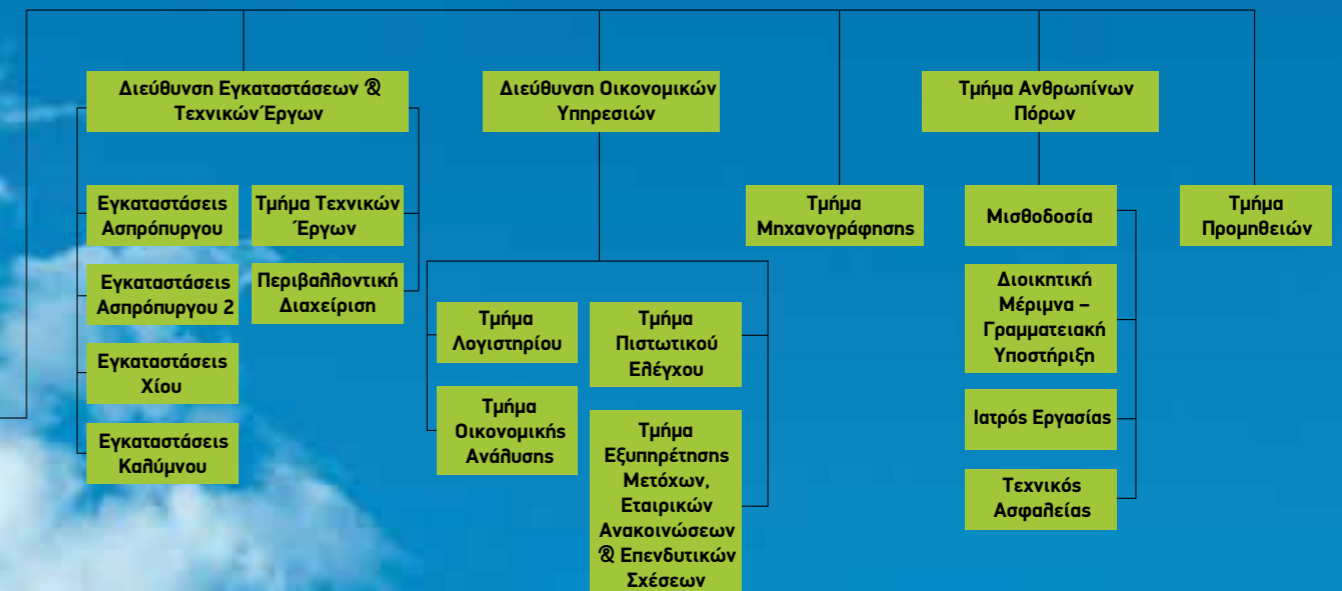 Διεύθυνση Εγκαταστάσεων &
Τεχνικών Έργων
Εγκαταστάσεις
Ασπρόπυργου
Εγκαταστάσεις
Ασπρόπυργου 2
Εγκαταστάσεις
Χίου
Εγκαταστάσεις
Καλύμνου
Τμήμα Τεχνικών
Έργων
Περιβαλλοντική
Διαχείριση
Διεύθυνση Οικονομικών
Υπηρεσιών
Τμήμα
Λογιστηρίου
Τμήμα
Οικονομικής
Ανάλυσης
Τμήμα
Πιστωτικού
Ελέγχου
Τμήμα
Εξυπηρέτησης
Μετόχων,
Εταιρικών
Ανακοινώσεων
& Επενδυτικών
Σχέσεων
Τμήμα
Μηχανογράφησης
Τμήμα Ανθρωπίνων
Πόρων
Μισθοδοσία
Διοικητική
Μέριμνα –
Γραμματειακή
Υποστήριξη
Ιατρός Εργασίας
Τεχνικός
Ασφαλείας
Τμήμα
Προμηθειών